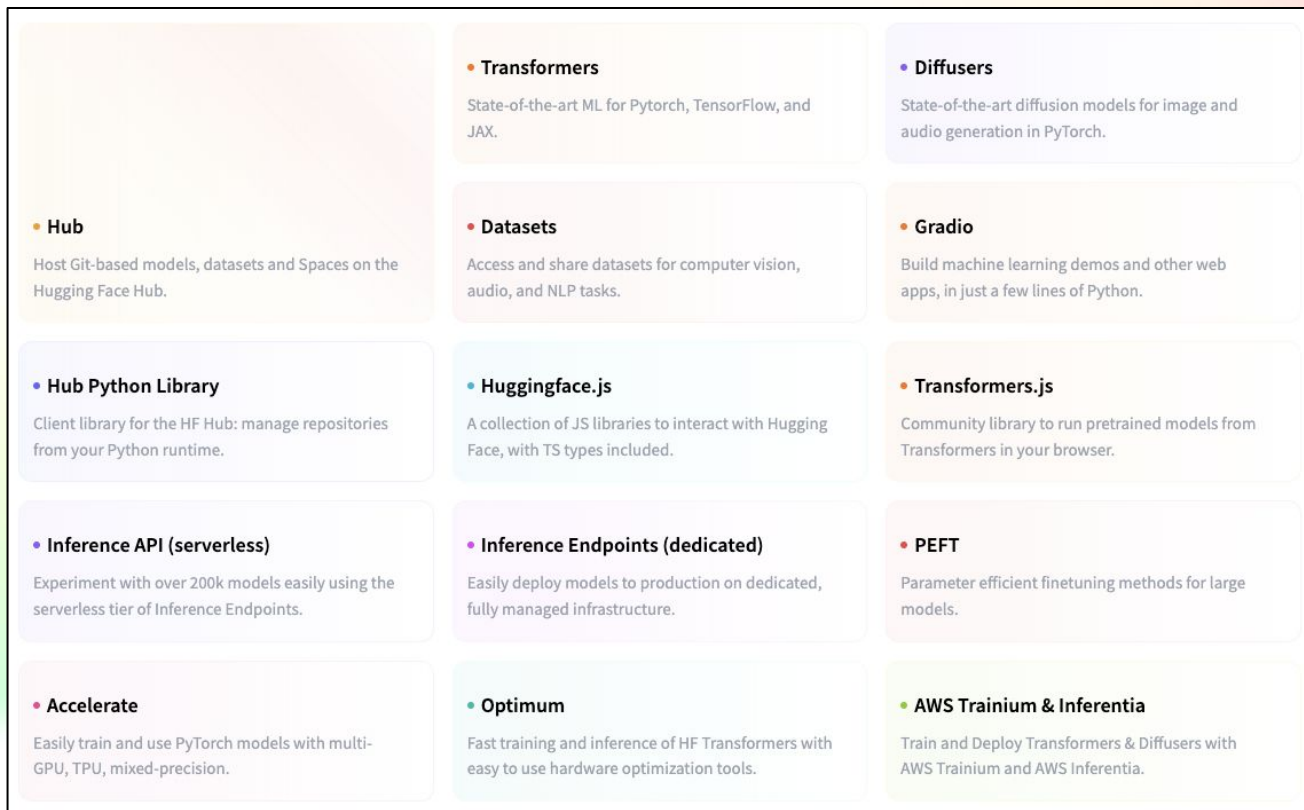 Transformers
State-of-the-art ML for Pytorch, TensorFlow, and
JAX.
Diffusers
State-of-the-art diffusion models for image and
audio generation in PyTorch.
Hub
Host Git-based models, datasets and Spaces on the
Hugging Face Hub.
Datasets
Access and share datasets for computer vision,
audio, and NLP tasks.
Gradio
Build machine learning demos and other web
apps, in just a few lines of Python.
Hub Python Library
Client library for the HF Hub: manage repositories
from your Python runtime.
Huggingface.js
A collection of JS libraries to interact with Hugging
Face, with TS types included.
Transformers.js
Community library to run pretrained models from
Transformers in your browser.
Inference API (serverless)
Experiment with over 200k models easily using the
serverless tier of Inference Endpoints.
Inference Endpoints (dedicated)
Easily deploy models to production on dedicated,
fully managed infrastructure.
PEFT
Parameter efficient finetuning methods for large
models.
Accelerate
Easily train and use PyTorch models with multi-
GPU, TPU, mixed-precision.
Optimum
Fast training and inference of HF Transformers with
easy to use hardware optimization tools.
AWS Trainium & Inferentia
Train and Deploy Transformers & Diffusers with
AWS Trainium and AWS Inferentia.